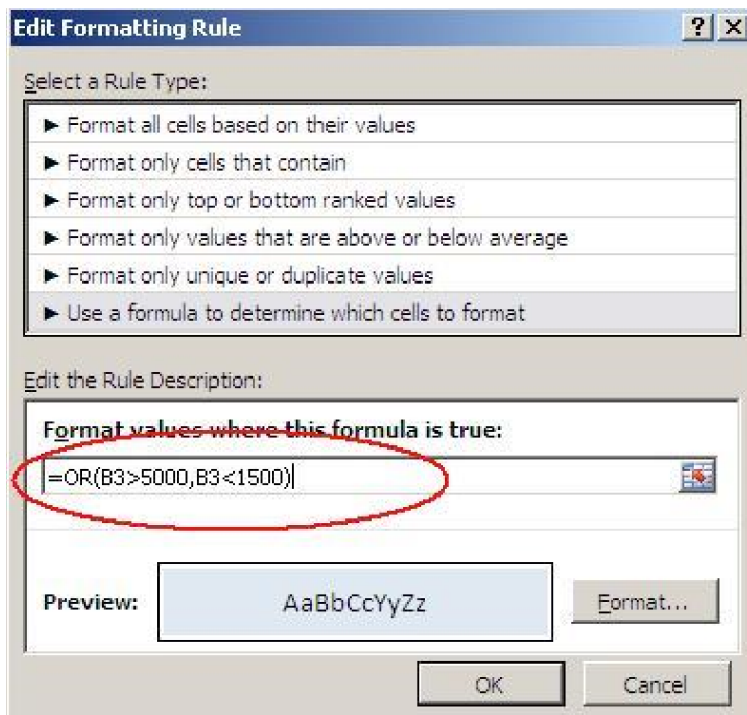 Edit Formatting Rule
Select a Rule Type:
► Format all cells based on their values
► Format only cells that contain
► Format only top or bottom ranked values
► Format only values that are above or below average
► Format only unique or duplicate values
► Use a formula to determine which cells to format
Edit the Rule Description:
Format values where this formula is true:
=OR(B3>5000,B3<1500)
Preview: AaBbCcYyZz Format...
OK Cancel